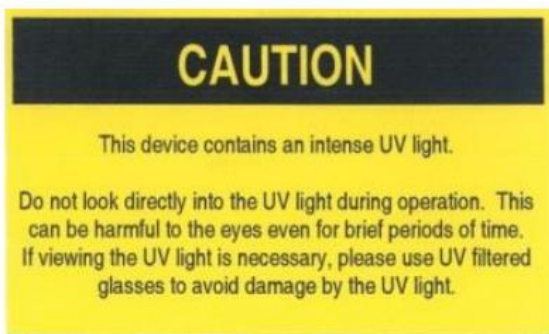 CAUTION
This device contains an intense UV light.
Do not look directly into the UV light during operation. This
can be harmful to the eyes even for brief periods of time.
If viewing the UV light is necessary, please use UV filtered
glasses to avoid damage by the UV light.